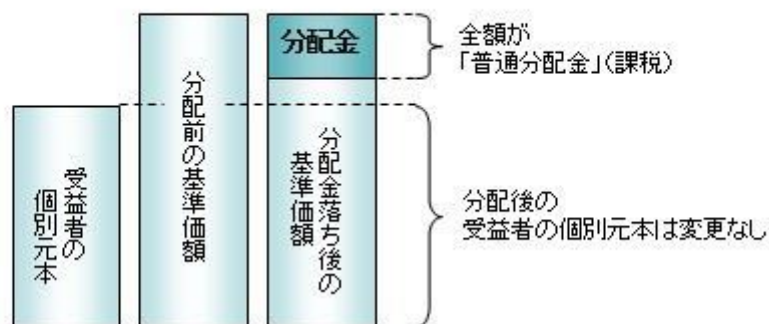 受益者の
個別元本
分配前の基準価額
分配金
分配金落ち後の
基準価額
全額が
「普通分配金」(課税)
分配後の
受益者の個別元本は変更なし